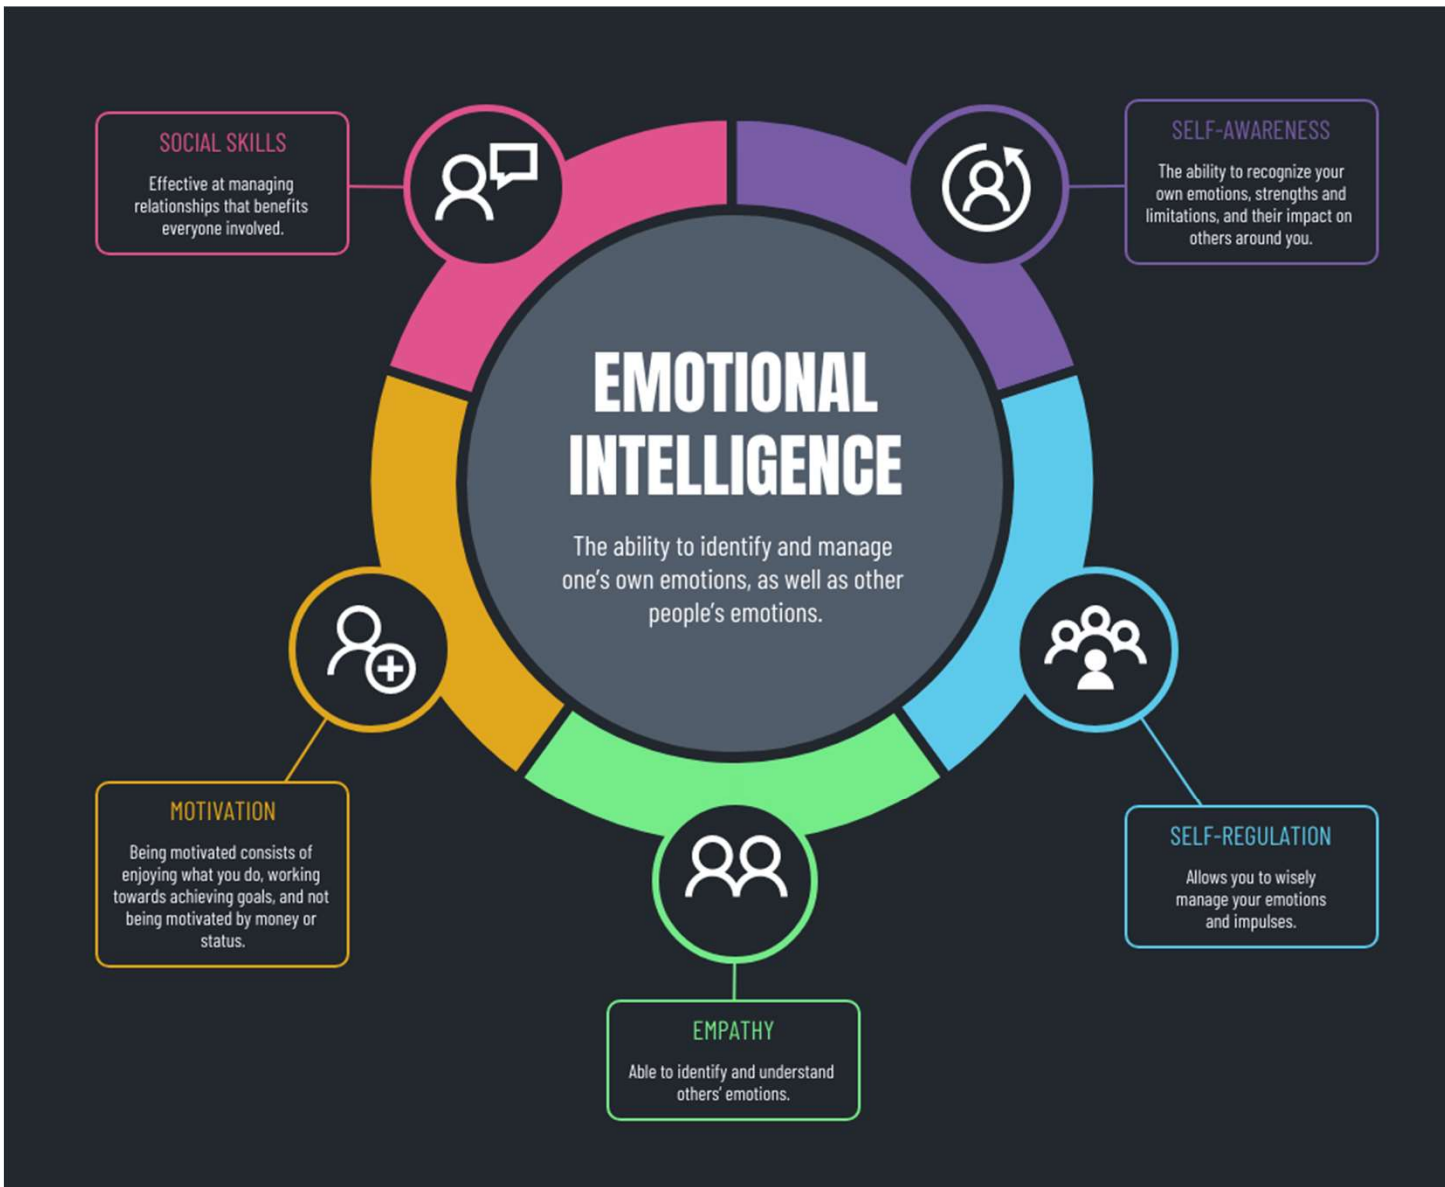 EMOTIONAL
INTELLIGENCE
The ability to identify and manage
one’s own emotions, as well as other
people’s emotions.
SELF-AWARENESS
The ability to recognize your
own emotions, strengths and
limitations, and their impact on
others around you.
SELF-REGULATION
Allows you to wisely
manage your emotions
and impulses.
EMPATHY
Able to identify and understand
others’ emotions.
MOTIVATION
Being motivated consists of
enjoying what you do, working
towards achieving goals, and not
being motivated by money or
status.
SOCIAL SKILLS
Effective at managing
relationships that benefits
everyone involved.